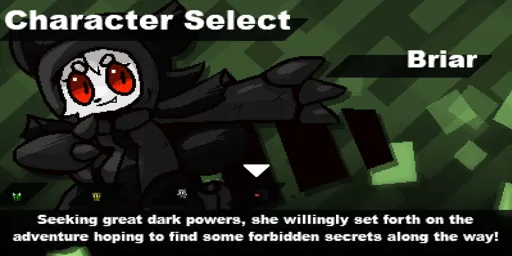 Character Select
Briar
Seeking great dark powers, she willingly set forth on the
adventure hoping to find some forbidden secrets along the way!